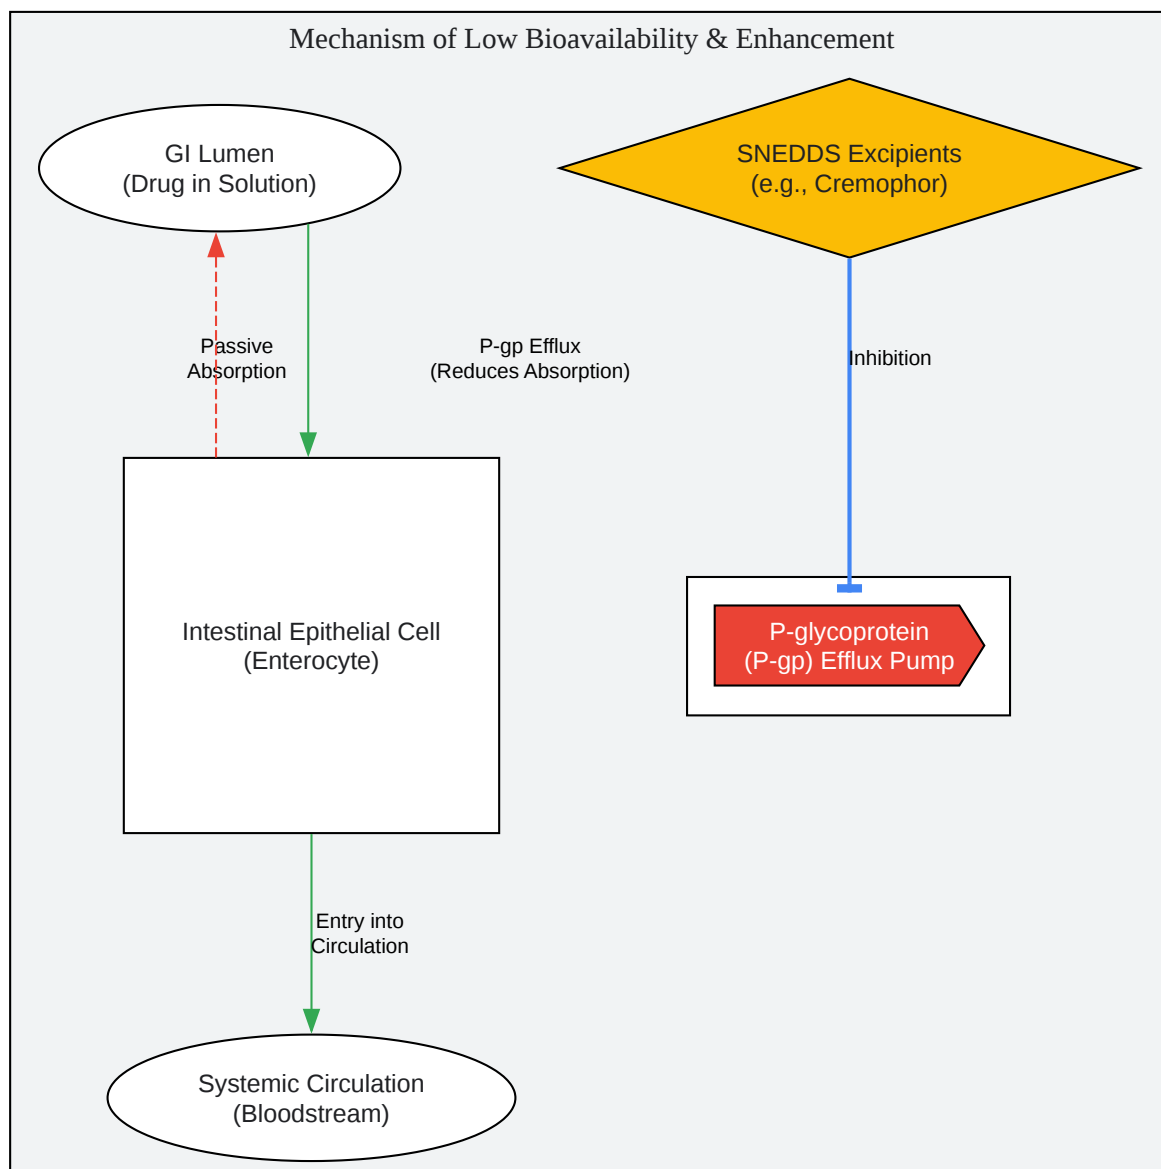 Mechanism of Low Bioavailability & Enhancement
GI Lumen
(Drug in Solution)
SNEDDS Excipients
(e.g., Cremophor)
Passive
Absorption
P-gp Efflux
(Reduces Absorption)
Inhibition
Intestinal Epithelial Cell
(Enterocyte)
P-glycoprotein
(P-gp) Efflux Pump
Entry into
Circulation
Systemic Circulation
(Bloodstream)